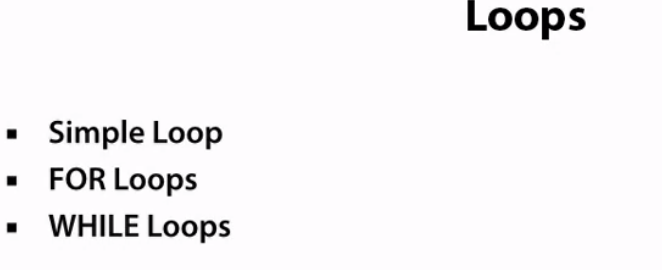 Loops
▪ Simple Loop
▪ FOR Loops
▪ WHILE Loops